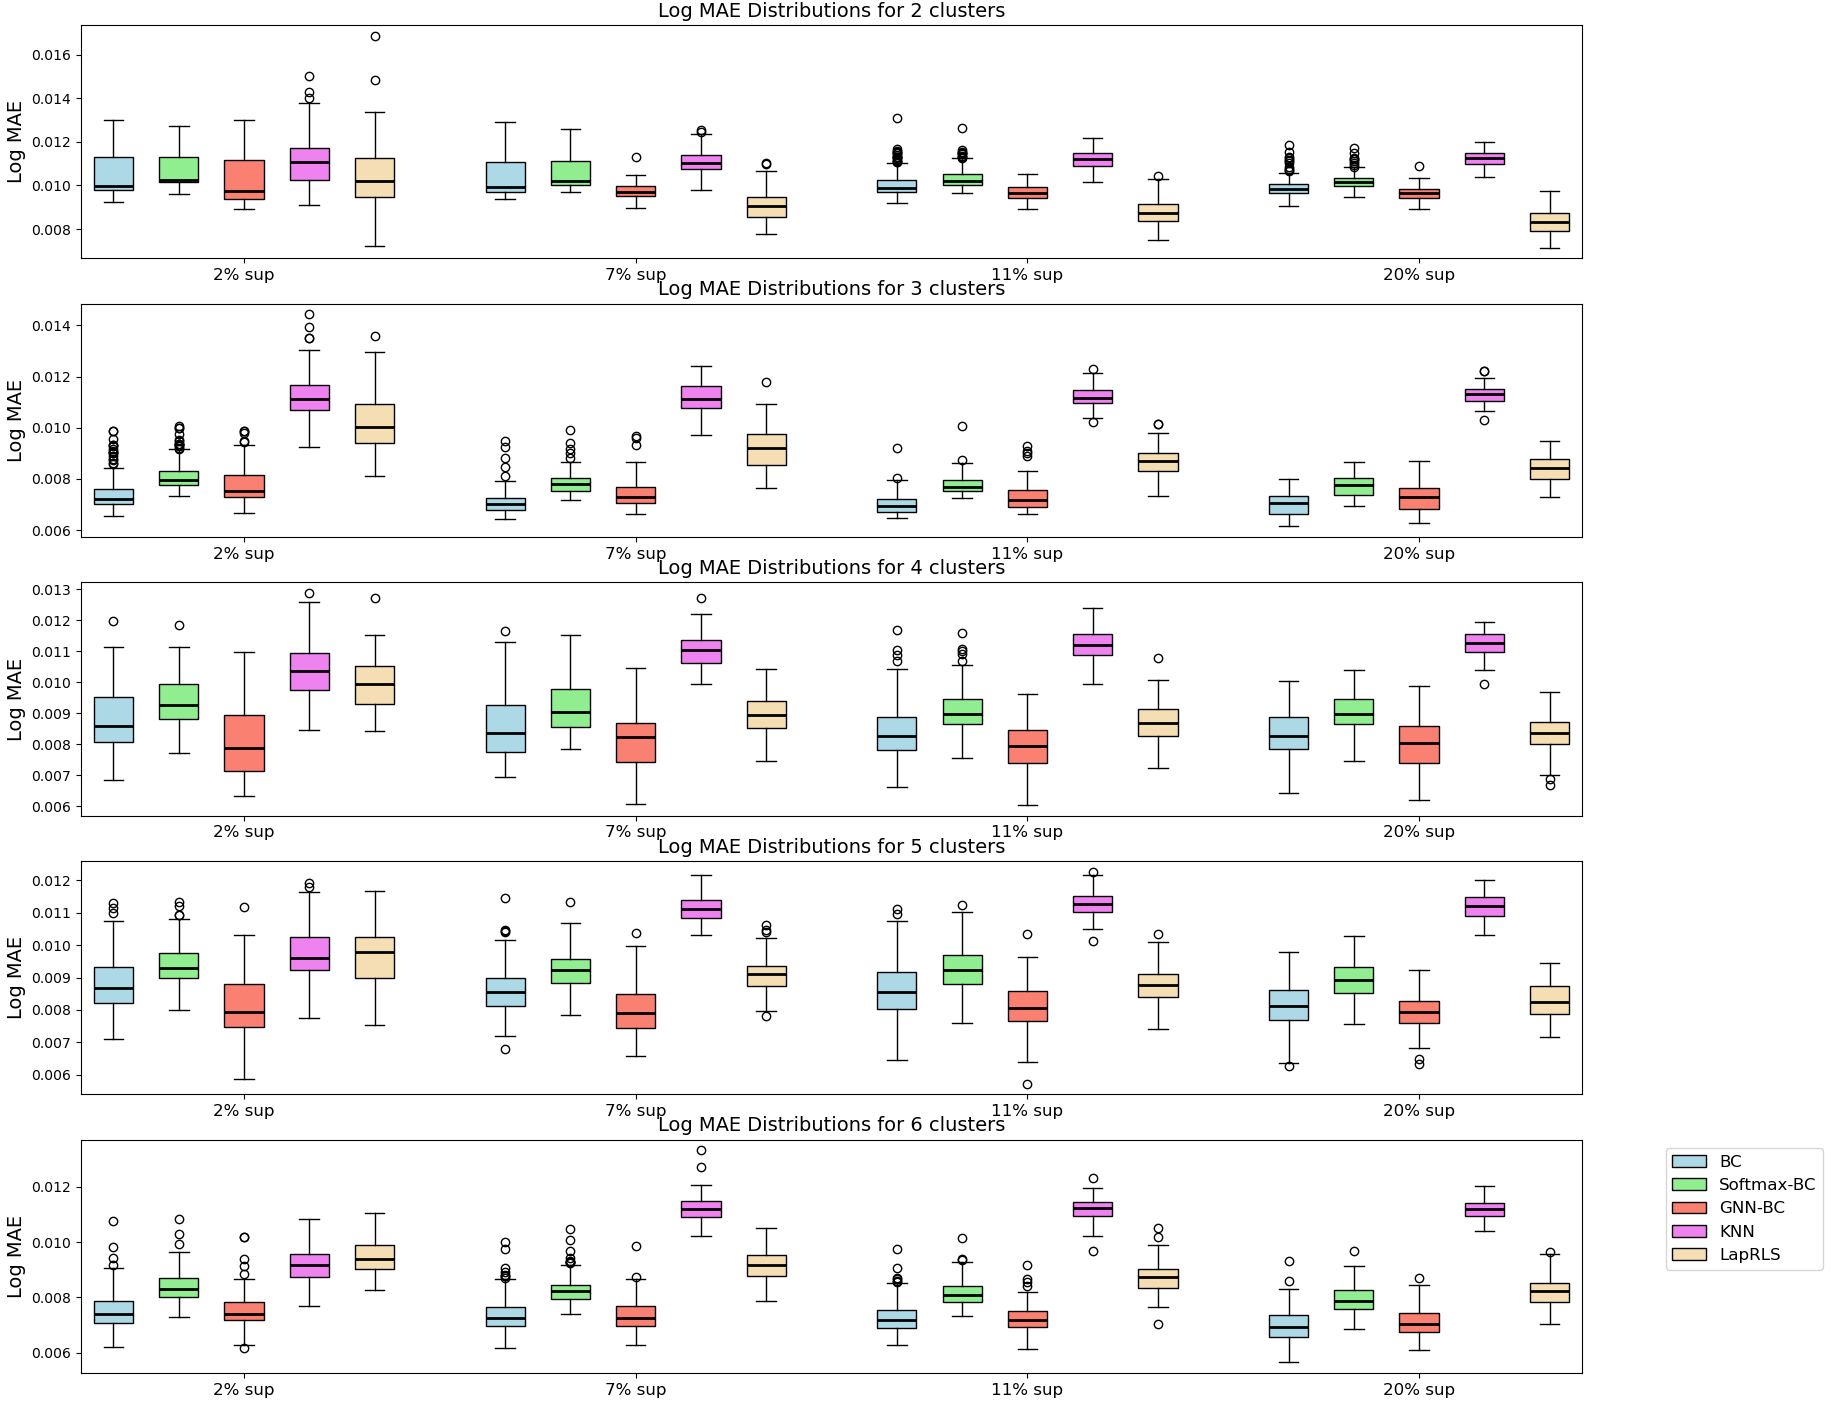 Log MAE Distributions for 2 clusters
Log MAE
0.016
0.014
0.012
0.010
0.008
2% sup 7% sup 11% sup 20% sup
Log MAE Distributions for 3 clusters
Log MAE
0.014
0.012
0.010
0.008
0.006
2% sup 7% sup 11% sup 20% sup
Log MAE Distributions for 4 clusters
Log MAE
0.013
0.012
0.011
0.010
0.009
0.008
0.007
0.006
2% sup 7% sup 11% sup 20% sup
Log MAE Distributions for 5 clusters
Log MAE
0.012
0.011
0.010
0.009
0.008
0.007
0.006
2% sup 7% sup 11% sup 20% sup
Log MAE Distributions for 6 clusters
Log MAE
0.012
0.010
0.008
0.006
2% sup 7% sup 11% sup 20% sup
BC
Softmax-BC
GNN-BC
KNN
LapRLS